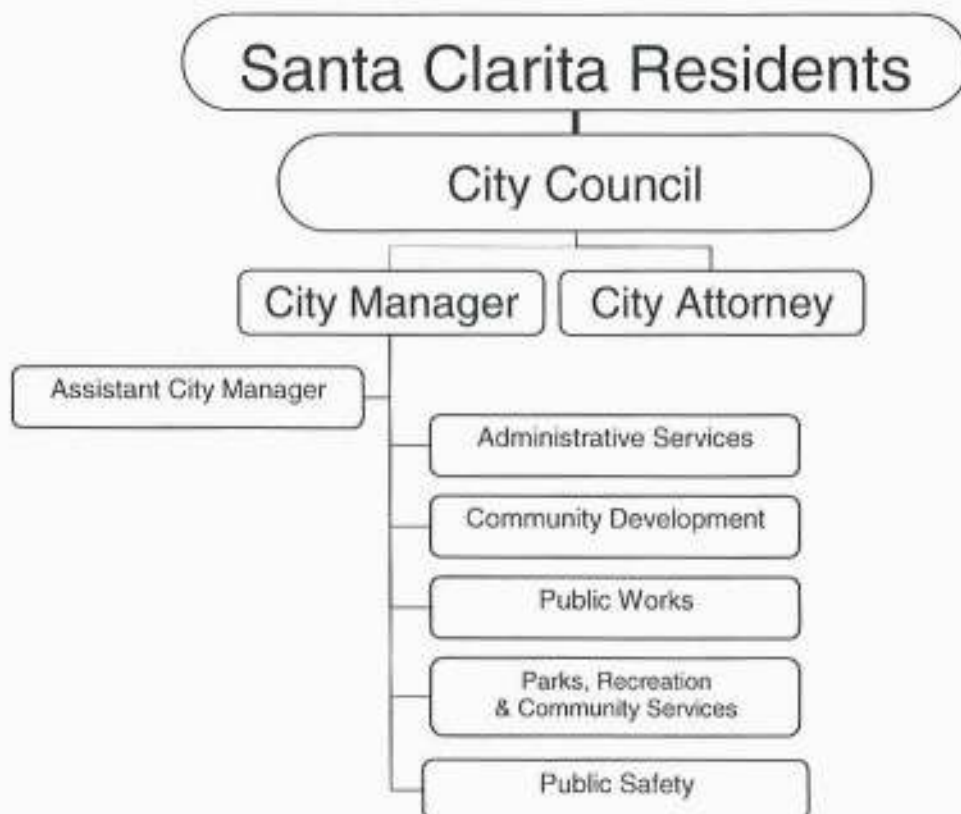 Santa Clarita Residents
City Council
City Manager
City Attorney
Assistant City Manager
Administrative Services
Community Development
Public Works
Parks, Recreation
& Community Services
Public Safety